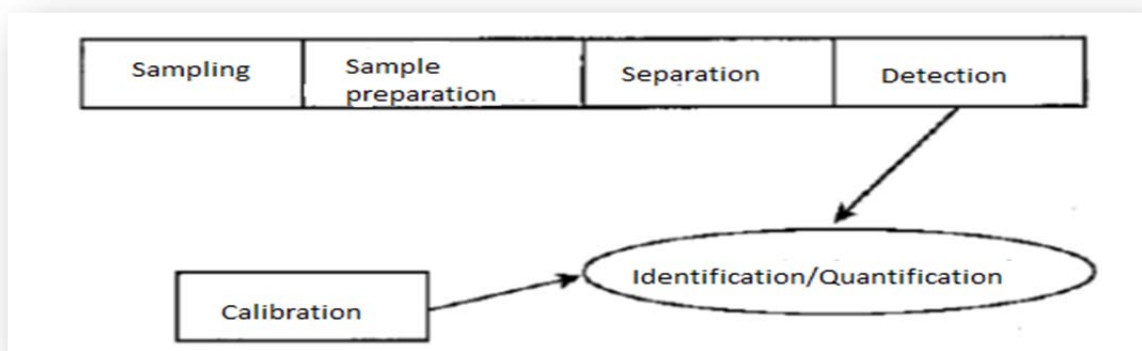 Sampling
Sample
preparation
Separation
Detection
Identification/Quantification
Calibration